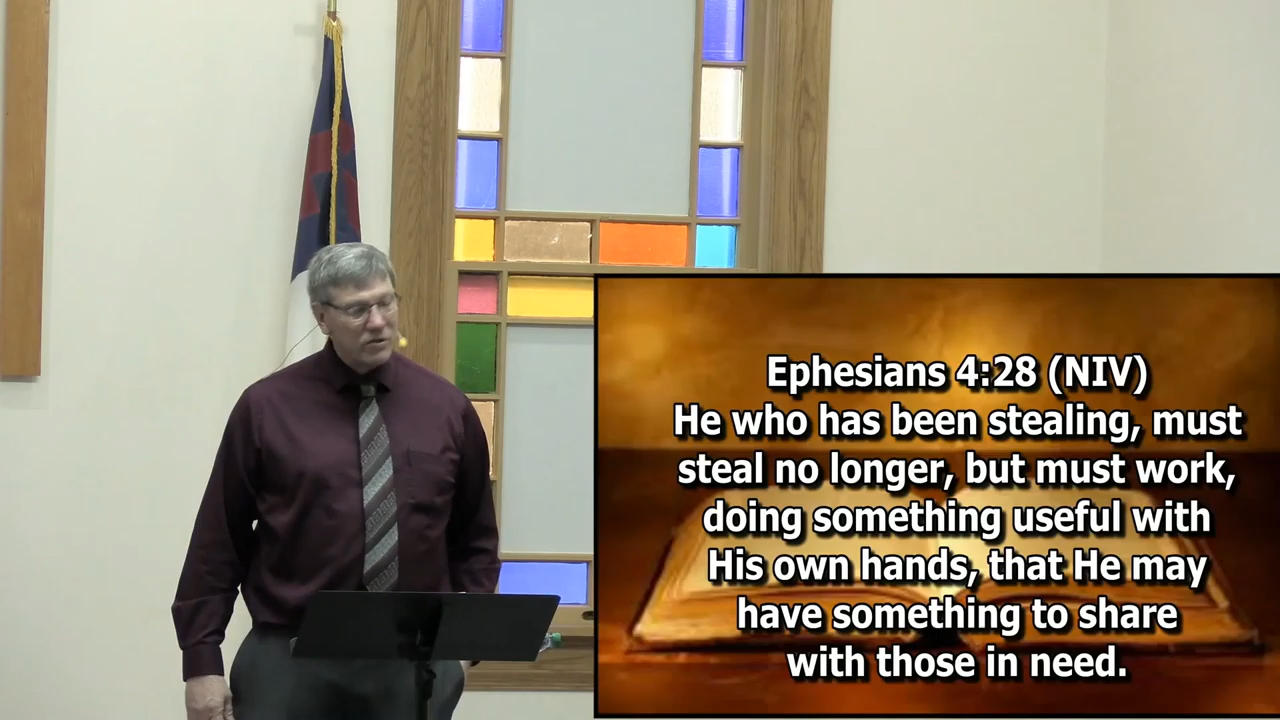 Ephesians 4:28 (NIV)
He who has been stealing, must
steal no longer, but must work,
doing something useful with
His own hands, that He may
have something to share
with those in need.